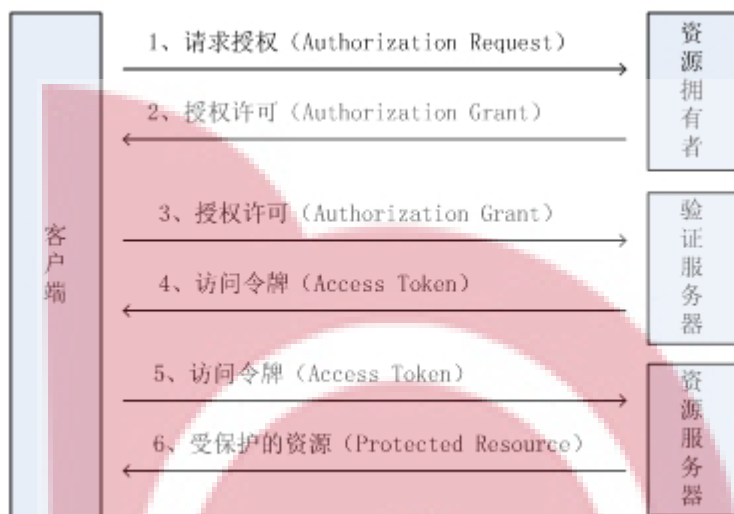 1、请求授权（Authorization Request）
2、授权许可（Authorization Grant）
3、授权许可（Authorization Grant）
4、访问令牌（Access Token）
5、访问令牌（Access Token）
6、受保护的资源（Protected Resource）
客户端
资源拥有者
验证服务器
资源服务器